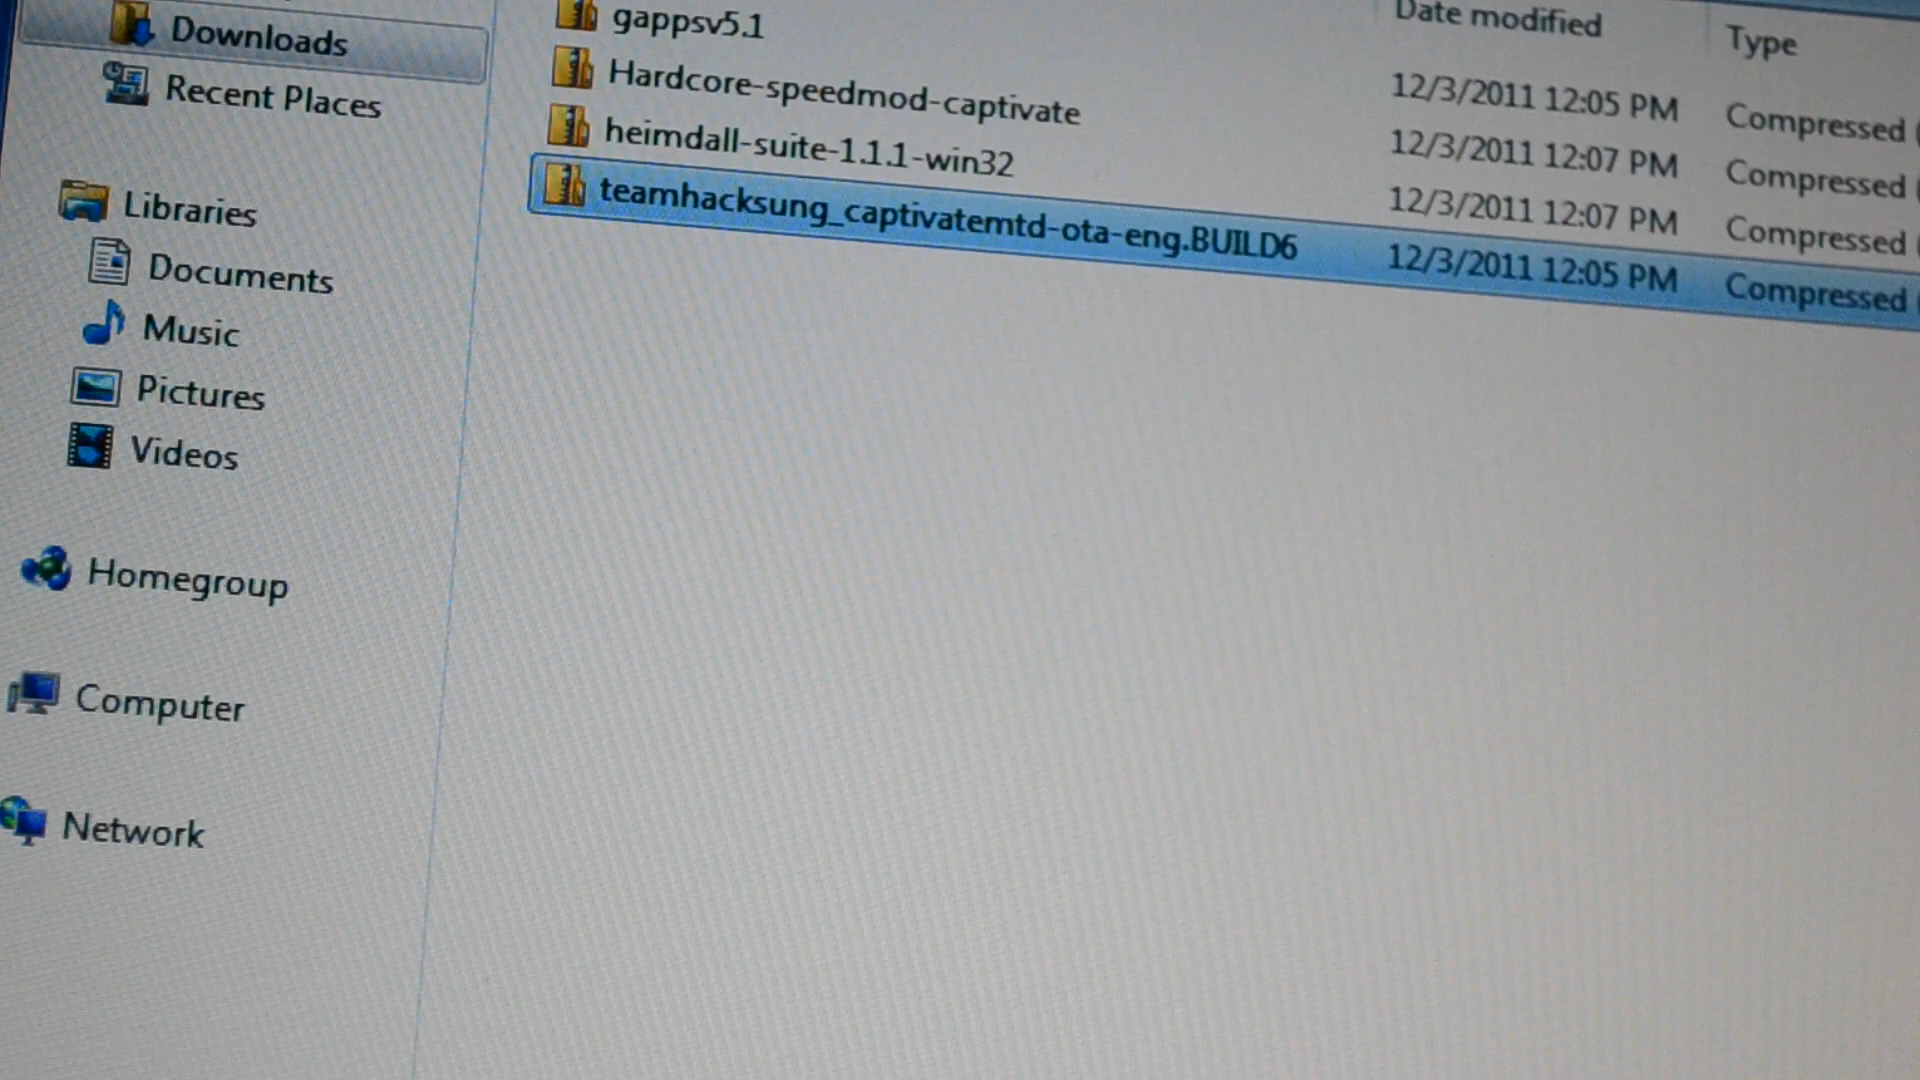 Downloads
Recent Places
Libraries
Documents
Music
Pictures
Videos
Homegroup
Computer
Network
Date modified Type
gappsv5.1 12/3/2011 12:05 PM Compressed
Hardcore-speedmod-captivate 12/3/2011 12:07 PM Compressed
heimdall-suite-1.1.1-win32 12/3/2011 12:07 PM Compressed
teamhacksung_captivatemtd-ota-eng.BUILD6 12/3/2011 12:05 PM Compressed